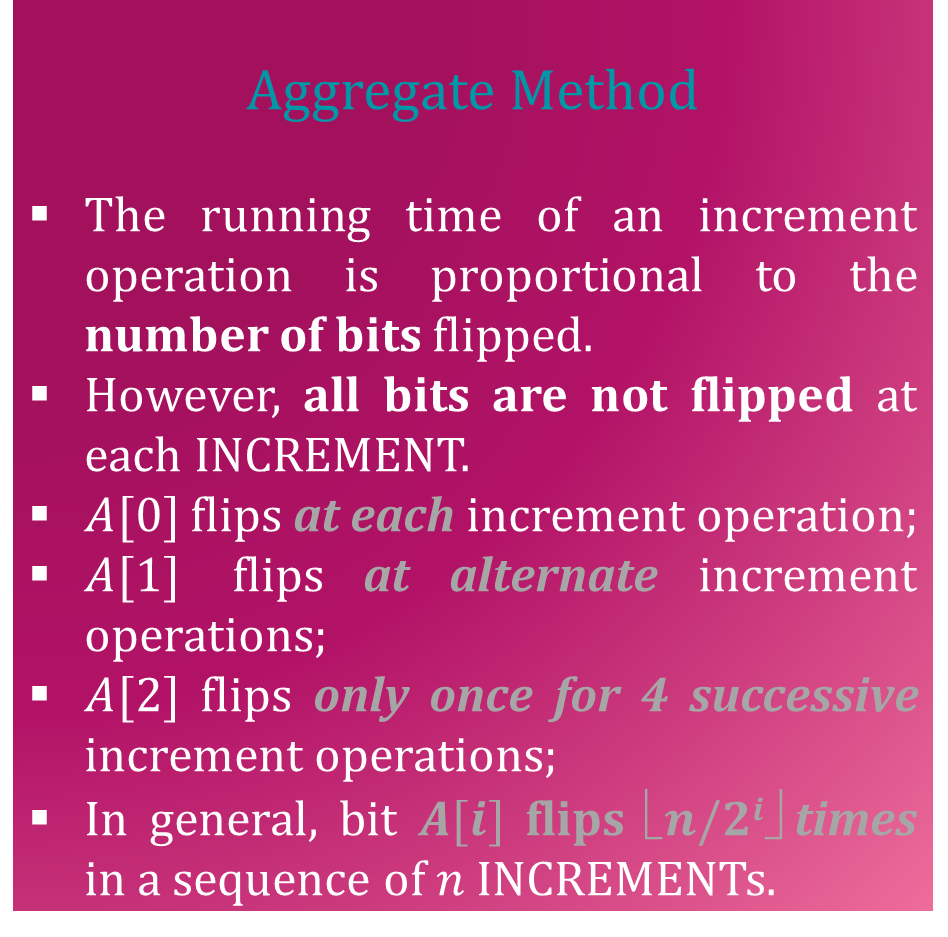 Aggregate Method
▪ The running time of an increment
operation is proportional to the
number of bits flipped.
▪ However, all bits are not flipped at
each INCREMENT.
▪ A[0] flips at each increment operation;
▪ A[1] flips at alternate increment
operations;
▪ A[2] flips only once for 4 successive
increment operations;
▪ In general, bit A[i] flips ⌊n/2ⁱ⌋ times
in a sequence of n INCREMENTs.